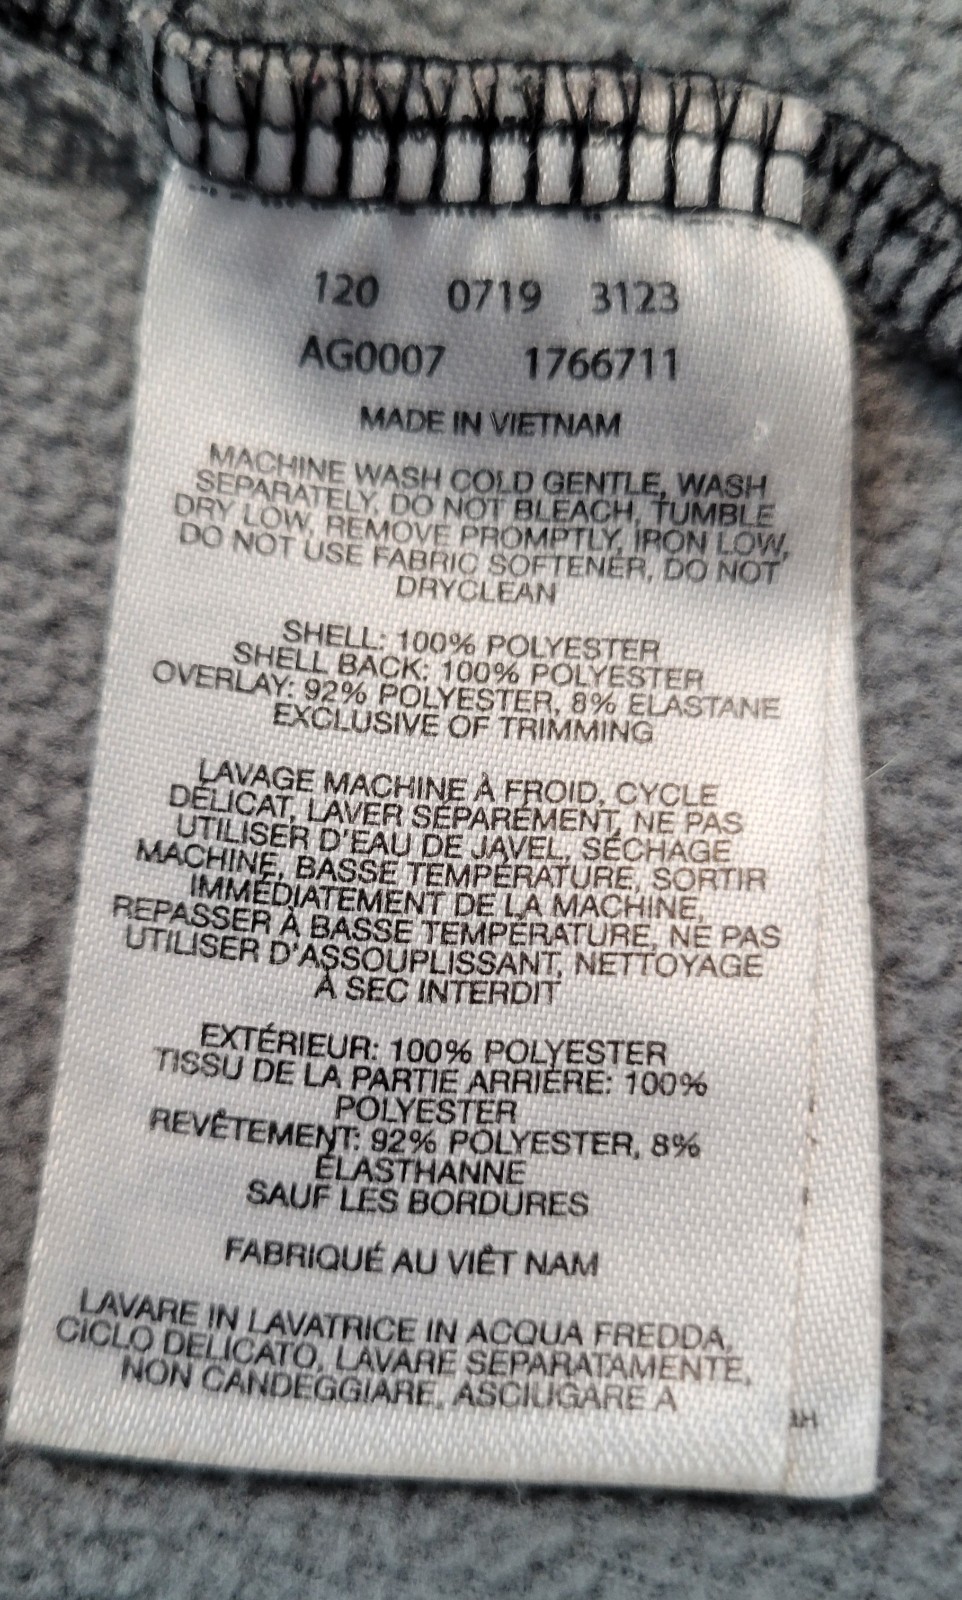 120 0719 3123
AG0007 1766711
MADE IN VIETNAM
MACHINE WASH COLD GENTLE, WASH
SEPARATELY, DO NOT BLEACH, TUMBLE
DRY LOW, REMOVE PROMPTLY, IRON LOW,
DO NOT USE FABRIC SOFTENER, DO NOT
DRYCLEAN
SHELL: 100% POLYESTER
SHELL BACK: 100% POLYESTER
OVERLAY: 92% POLYESTER, 8% ELASTANE
EXCLUSIVE OF TRIMMING
LAVAGE MACHINE À FROID, CYCLE
DÉLICAT, LAVER SÉPARÉMENT, NE PAS
UTILISER D'EAU DE JAVEL, SÉCHAGE
MACHINE, BASSE TEMPÉRATURE, SORTIR
IMMÉDIATEMENT DE LA MACHINE,
REPASSER À BASSE TEMPÉRATURE, NE PAS
UTILISER D'ASSOUPLISSANT, NETTOYAGE
À SEC INTERDIT
EXTÉRIEUR: 100% POLYESTER
TISSU DE LA PARTIE ARRIÈRE: 100%
POLYESTER
REVÊTEMENT: 92% POLYESTER, 8%
ÉLASTHANNE
SAUF LES BORDURES
FABRIQUÉ AU VIÊT NAM
LAVARE IN LAVATRICE IN ACQUA FREDDA,
CICLO DELICATO, LAVARE SEPARATAMENTE,
NON CANDEGGIARE, ASCIUGARE A